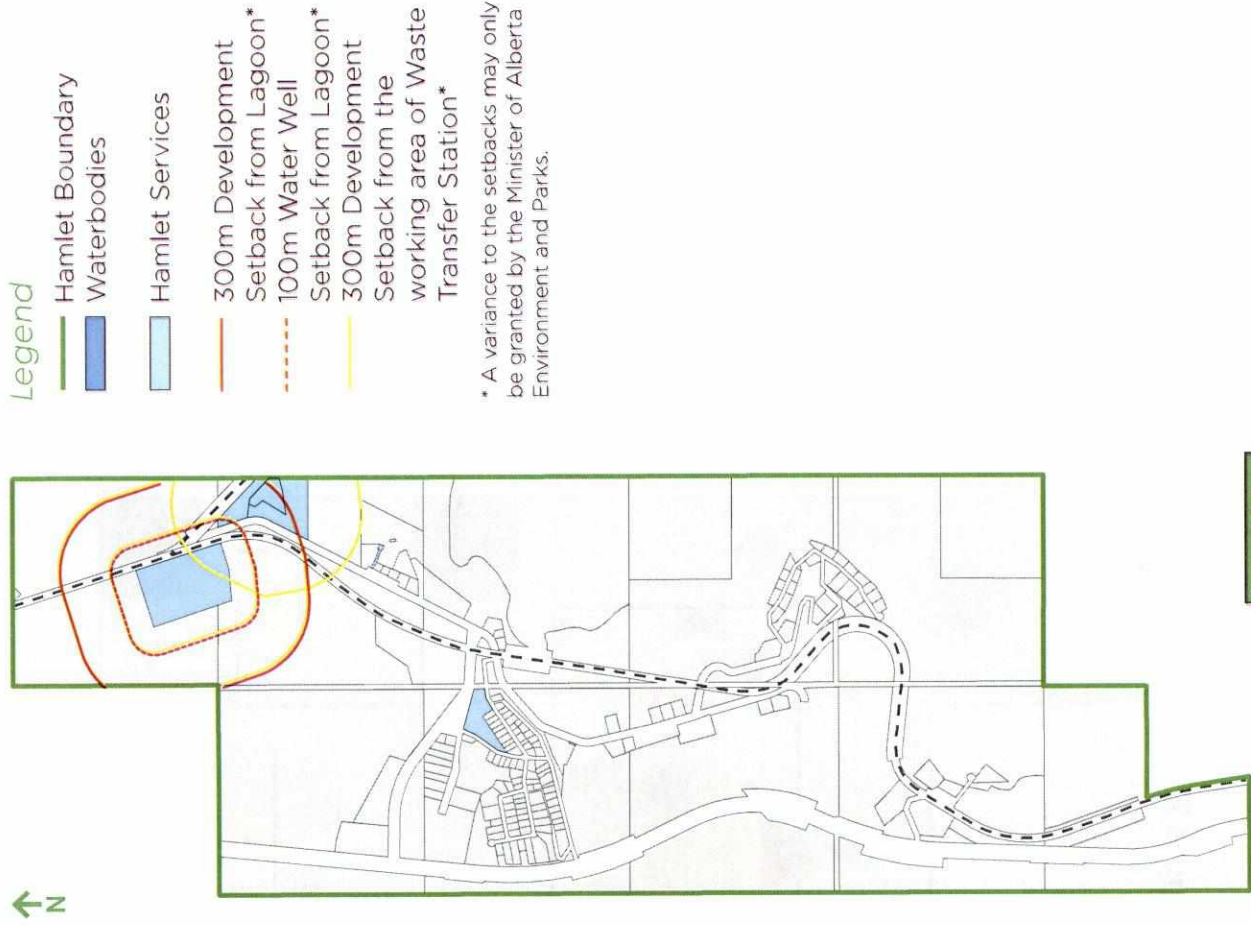 Legend
Hamlet Boundary
Waterbodies
Hamlet Services
300m Development
Setback from Lagoon*
100m Water Well
Setback from Lagoon*
300m Development
Setback from the
working area of Waste
Transfer Station*
* A variance to the setbacks may only
be granted by the Minister of Alberta
Environment and Parks.
N